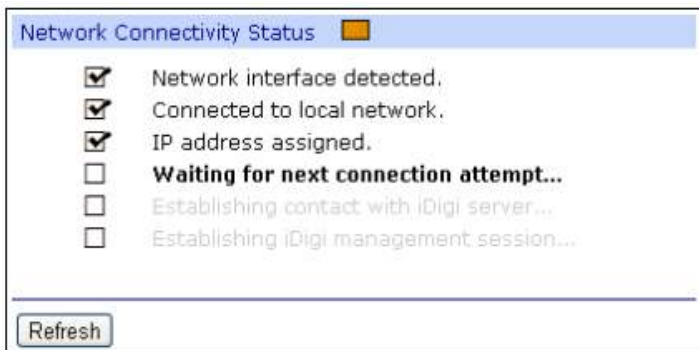 Network Connectivity Status
Network interface detected.
Connected to local network.
IP address assigned.
Waiting for next connection attempt...
Establishing contact with iDigi server...
Establishing iDigi management session...
Refresh